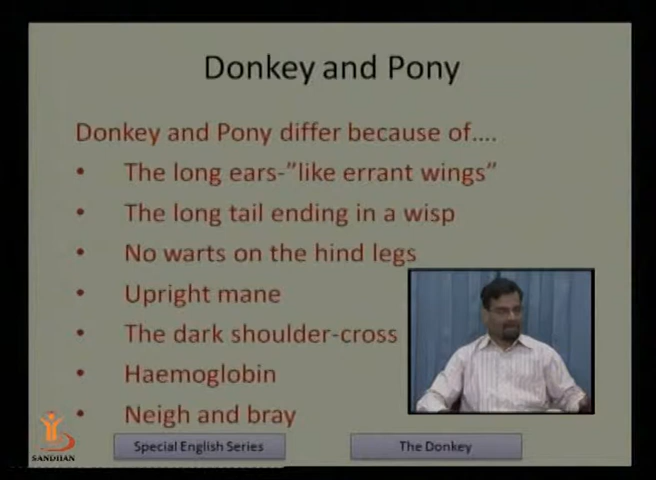 Donkey and Pony
Donkey and Pony differ because of....
• The long ears-"like errant wings"
• The long tail ending in a wisp
• No warts on the hind legs
• Upright mane
• The dark shoulder-cross
• Haemoglobin
• Neigh and bray
SANDHAN
Special English Series
The Donkey